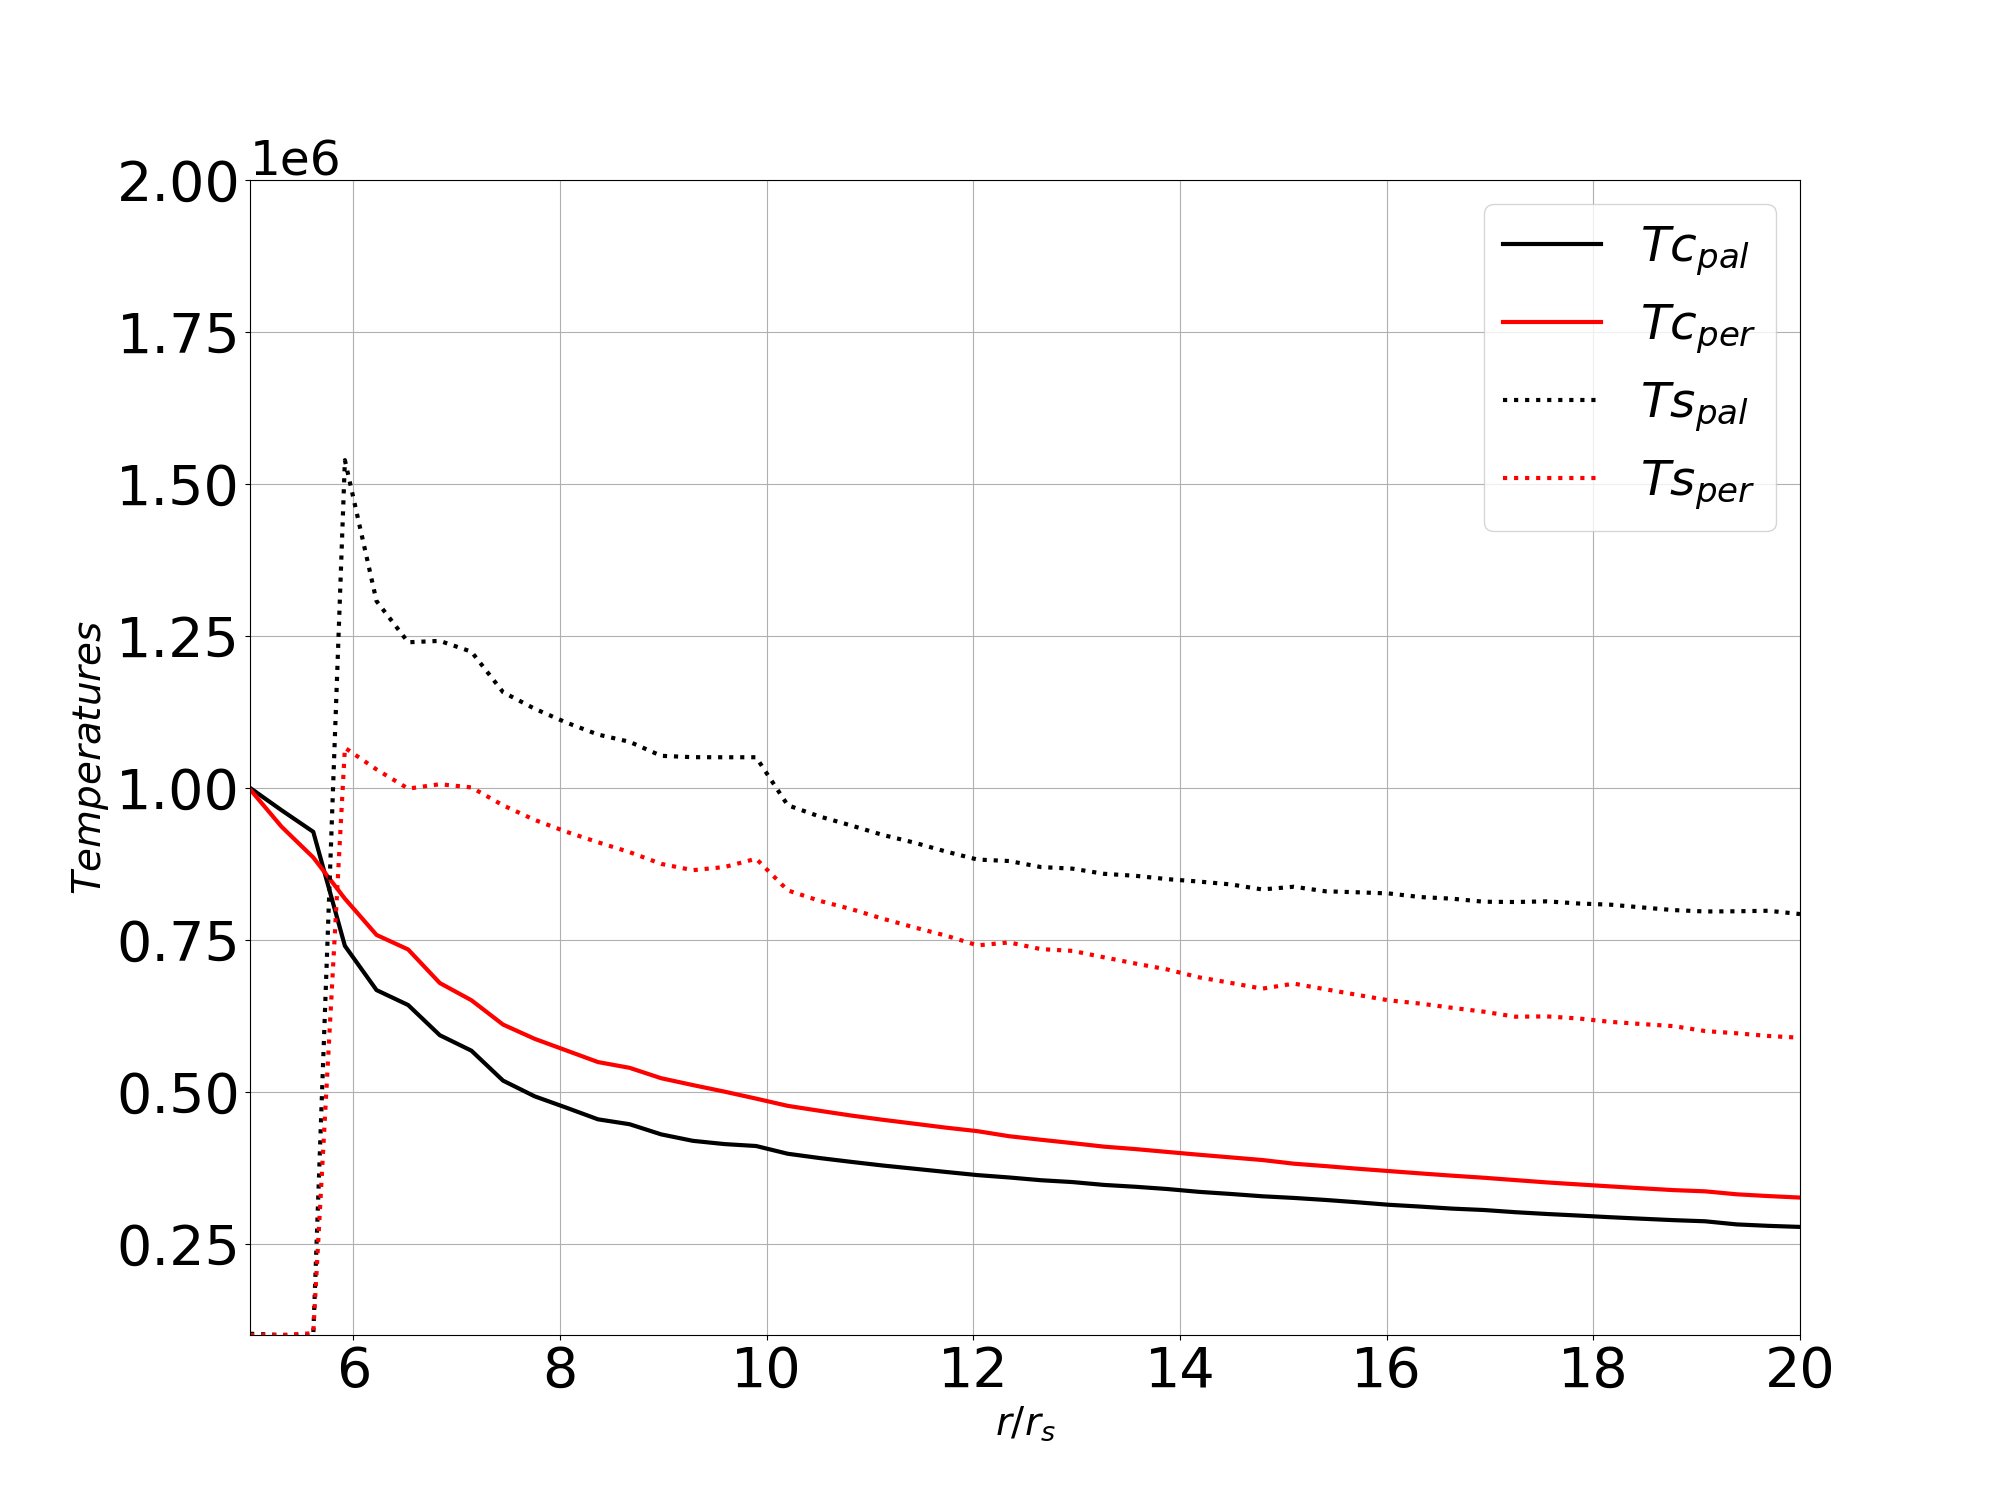 1e6
2.00
1.75
1.50
1.25
1.00
0.75
0.50
0.25
Temperatures
Tc_pal
Tc_per
Ts_pal
Ts_per
6 8 10 12 14 16 18 20
r/r_s